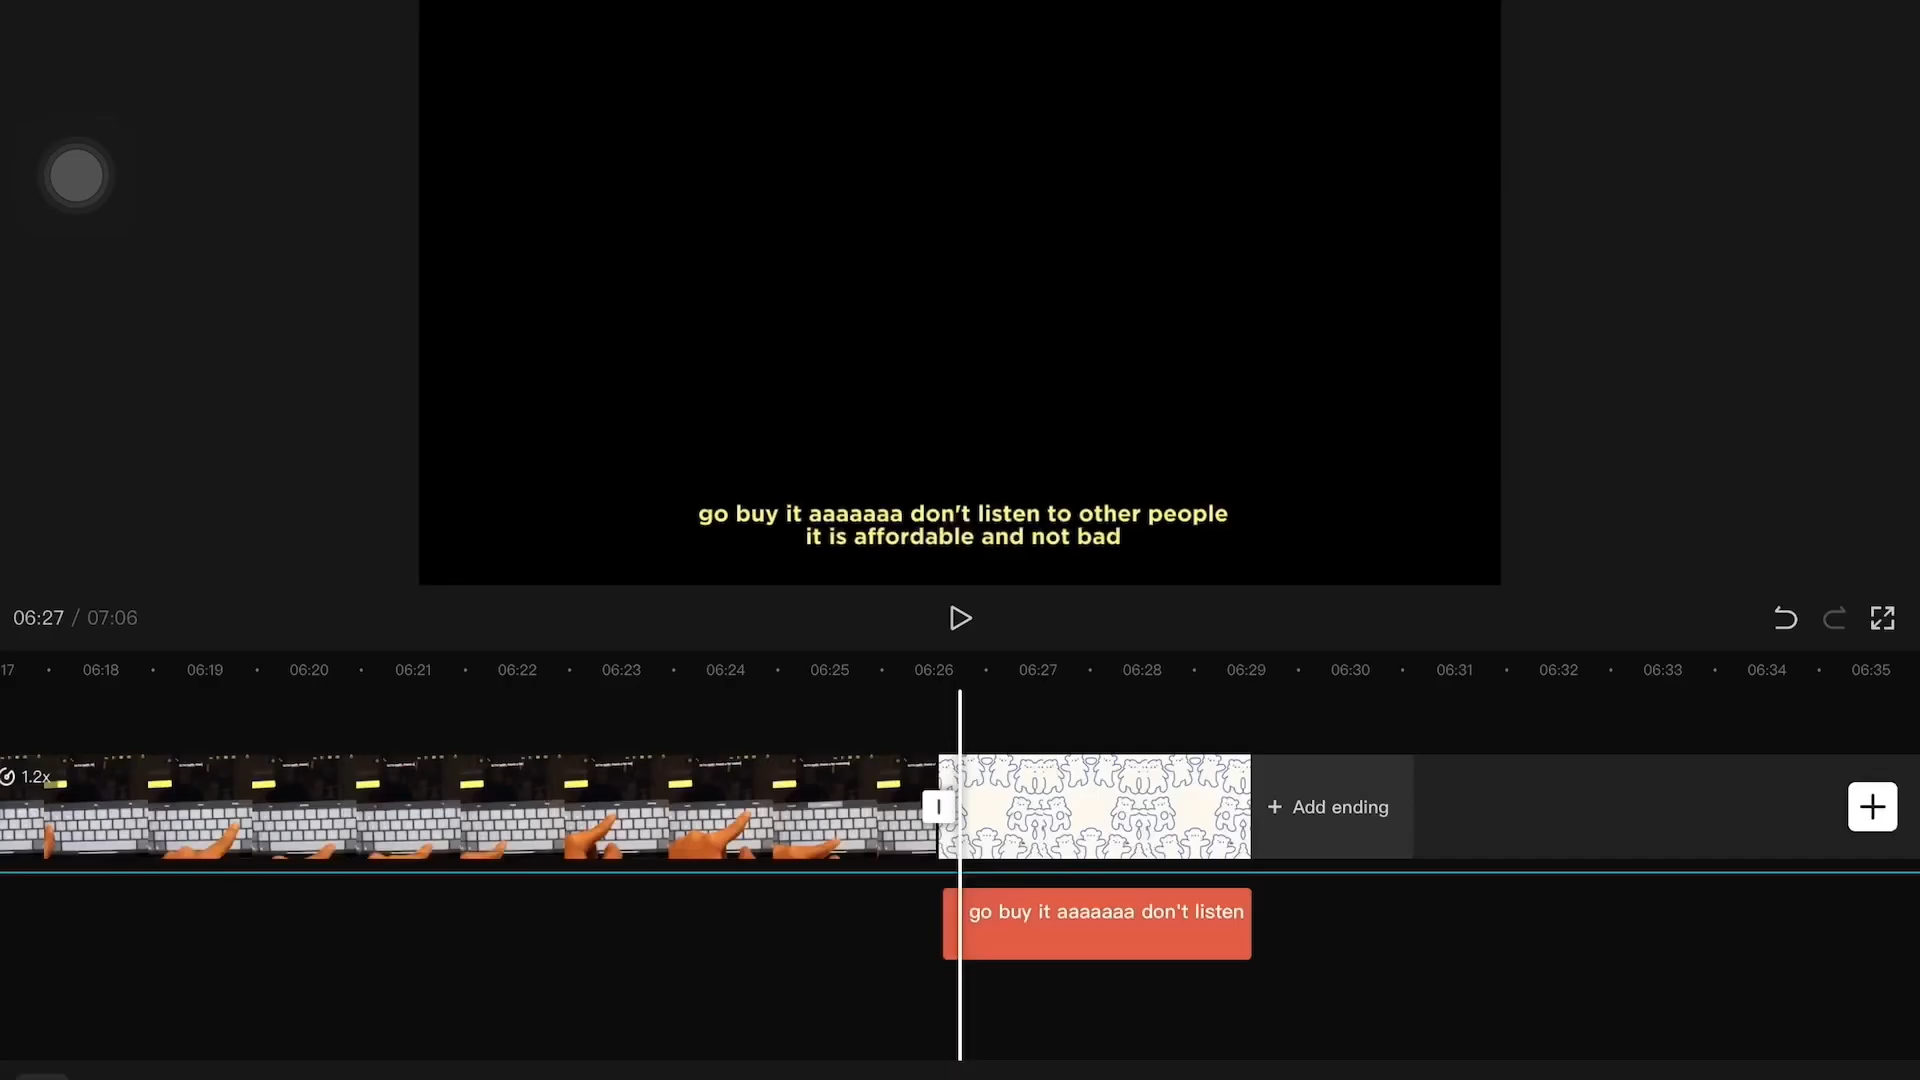 go buy it aaaaaaa don't listen to other people
it is affordable and not bad
06:27 / 07:06
17 06:18 06:19 06:20 06:21 06:22 06:23 06:24 06:25 06:26 06:27 06:28 06:29 06:30 06:31 06:32 06:33 06:34 06:35
1.2x
+ Add ending
go buy it aaaaaaa don't listen